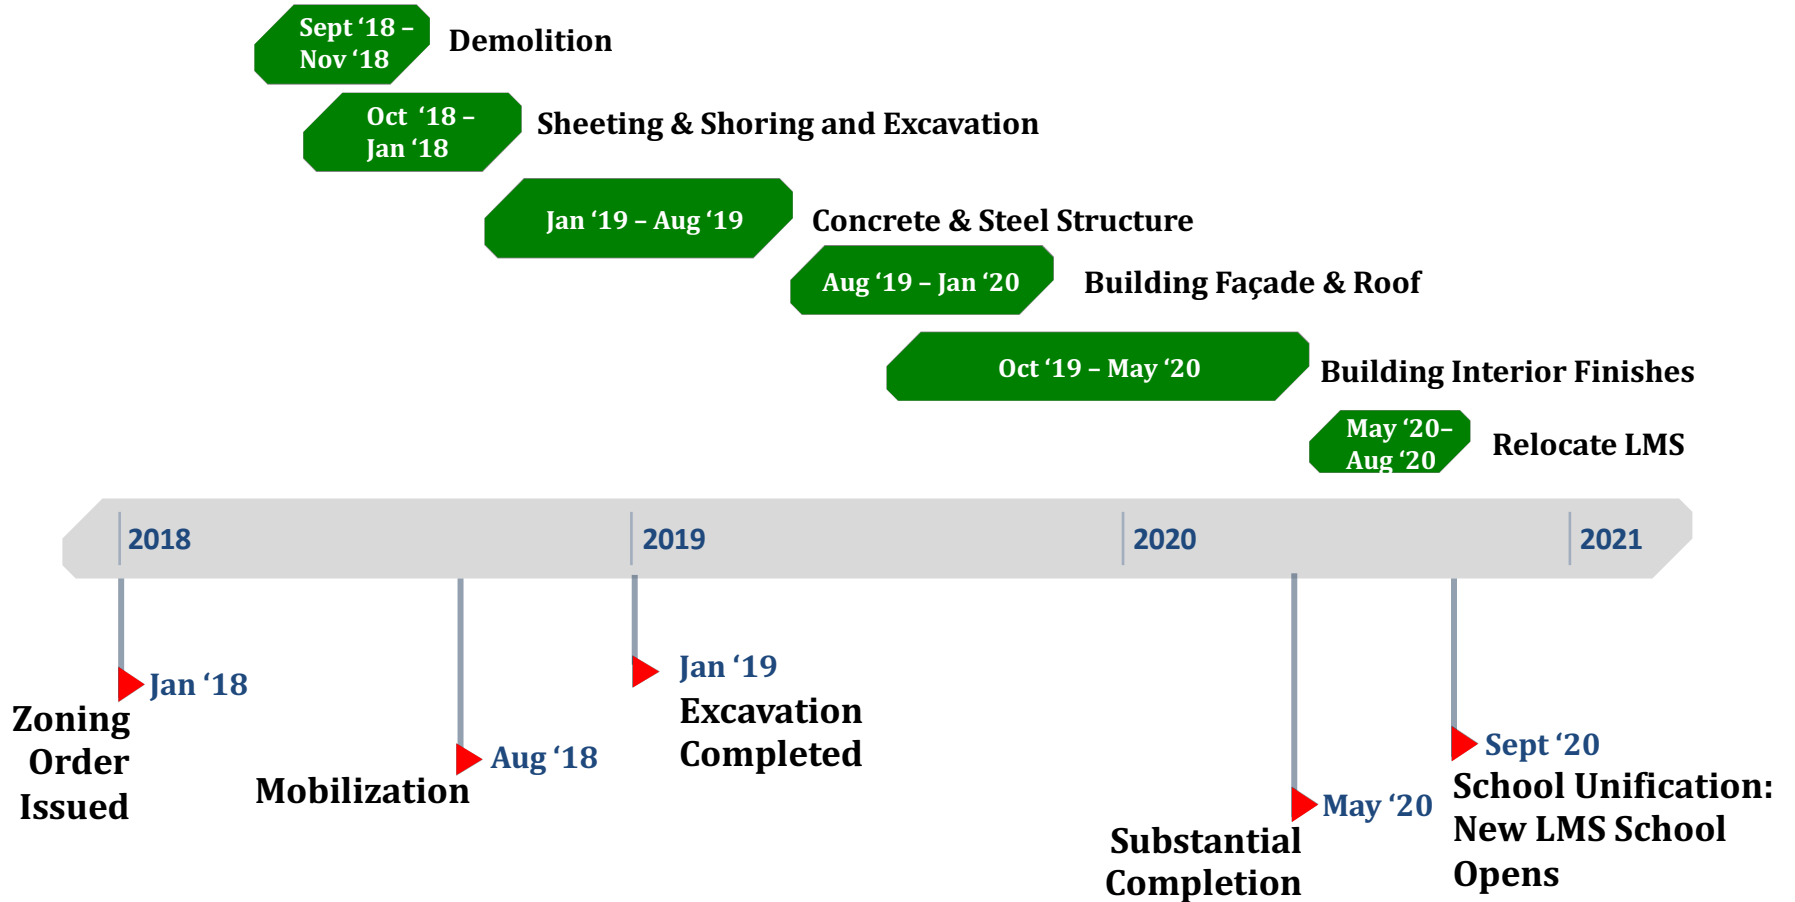 Sept ‘18 –
Nov ‘18
Demolition
Oct  ‘18 –
Jan ‘18
Sheeting & Shoring and Excavation
Jan ‘19 – Aug ‘19
Concrete & Steel Structure
Aug ‘19 – Jan ‘20
Building Façade & Roof
Oct ‘19 – May ‘20
Building Interior Finishes
May ‘20–
Aug ‘20
Relocate LMS
2018
2019
2020
2021
Jan ‘18
Zoning
Order
Issued
Aug ‘18
Mobilization
Jan ‘19
Excavation
Completed
May ‘20
Substantial
Completion
Sept ‘20
School Unification:
New LMS School
Opens